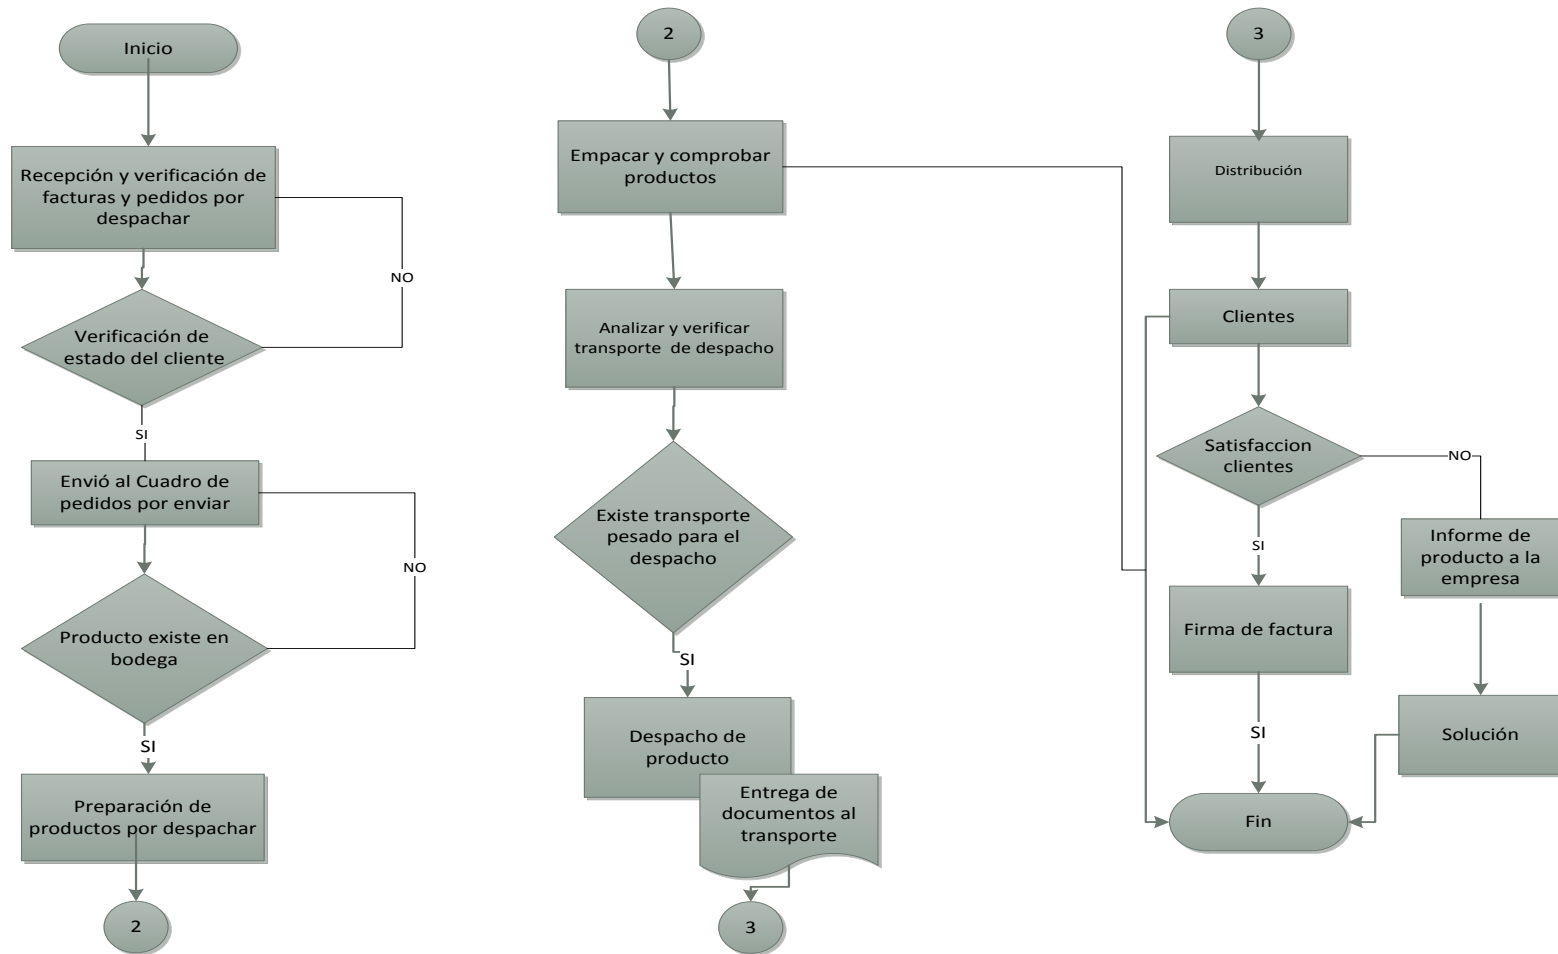 Inicio
Recepción y verificación de
facturas y pedidos por
despachar
NO
Verificación de
estado del cliente
SI
Envió al Cuadro de
pedidos por enviar
NO
Producto existe en
bodega
SI
Preparación de
productos por despachar
2
2
Empacar y comprobar
productos
Analizar y verificar
transporte de despacho
Existe transporte
pesado para el
despacho
SI
Despacho de
producto
Entrega de
documentos al
transporte
3
3
Distribución
Clientes
Satisfaccion
clientes
NO
SI
Informe de
producto a la
empresa
Firma de factura
SI
Solución
Fin